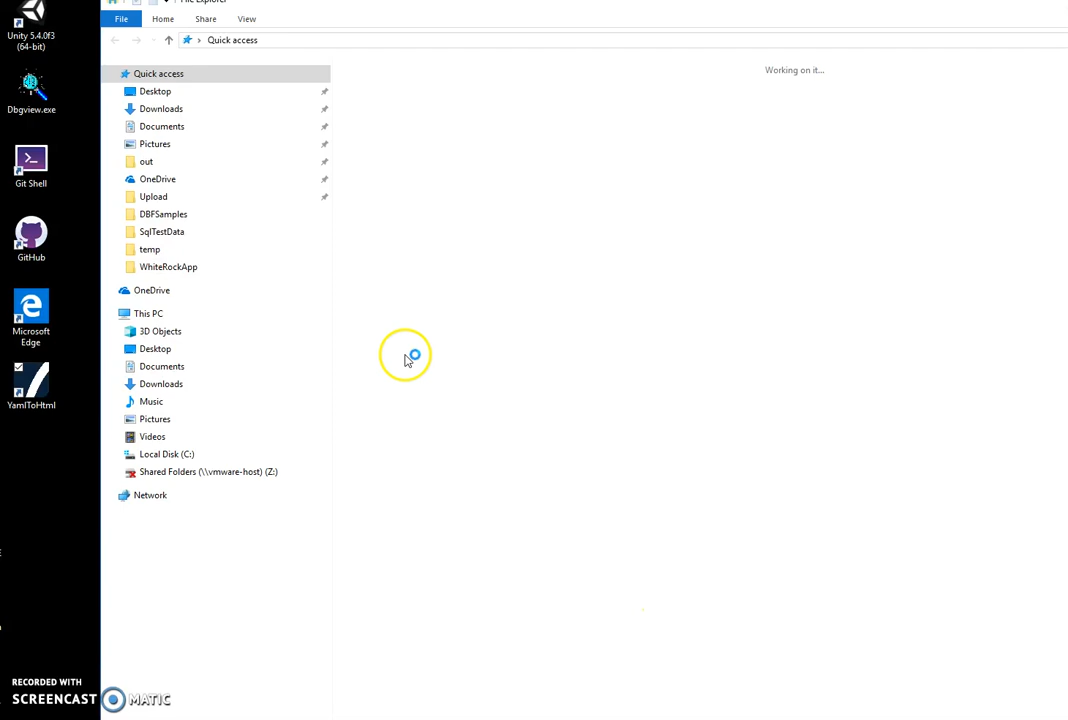 File Explorer
File Home Share View
Quick access
Working on it...
Quick access
Desktop
Downloads
Documents
Pictures
out
OneDrive
Upload
DBFSamples
SqlTestData
temp
WhiteRockApp
OneDrive
This PC
3D Objects
Desktop
Documents
Downloads
Music
Pictures
Videos
Local Disk (C:)
Shared Folders (\\vmware-host) (Z:)
Network
Unity 5.4.0f3
(64-bit)
Dbgview.exe
Git Shell
GitHub
Microsoft
Edge
YamlToHtml
RECORDED WITH
SCREENCAST MATIC